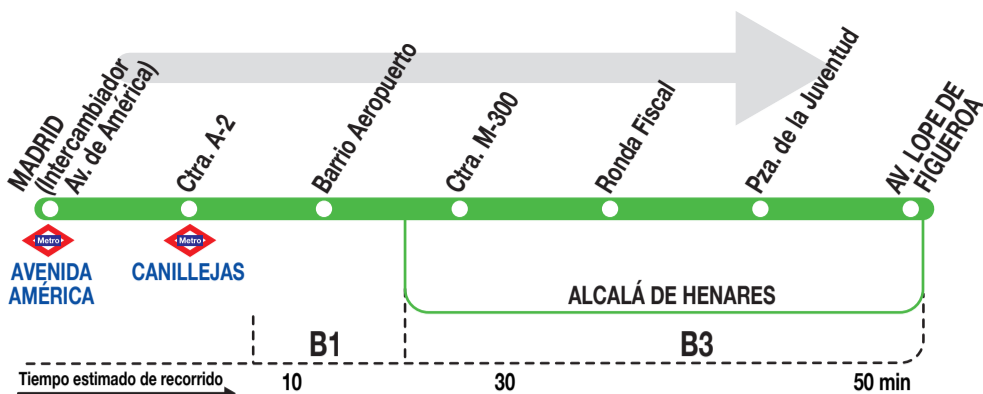 MADRID
(Intercambiador
Av. de América)
Ctra. A-2
Barrio Aeropuerto
Ctra. M-300
Ronda Fiscal
Pza. de la Juventud
AV. LOPE DE
FIGUEROA
Metro
AVENIDA
AMÉRICA
Metro
CANILLEJAS
ALCALÁ DE HENARES
B1
B3
Tiempo estimado de recorrido
10
30
50 min